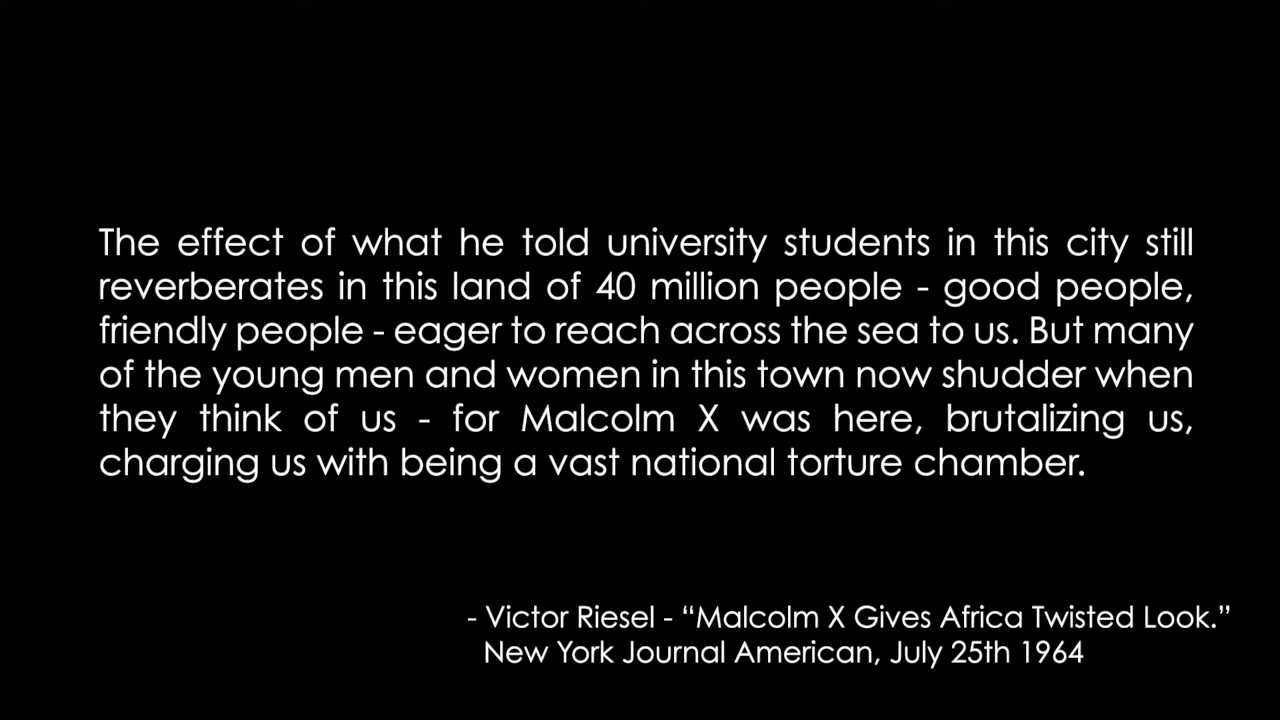 The effect of what he told university students in this city still
reverberates in this land of 40 million people - good people,
friendly people - eager to reach across the sea to us. But many
of the young men and women in this town now shudder when
they think of us - for Malcolm X was here, brutalizing us,
charging us with being a vast national torture chamber.
- Victor Riesel - “Malcolm X Gives Africa Twisted Look.”
New York Journal American, July 25th 1964